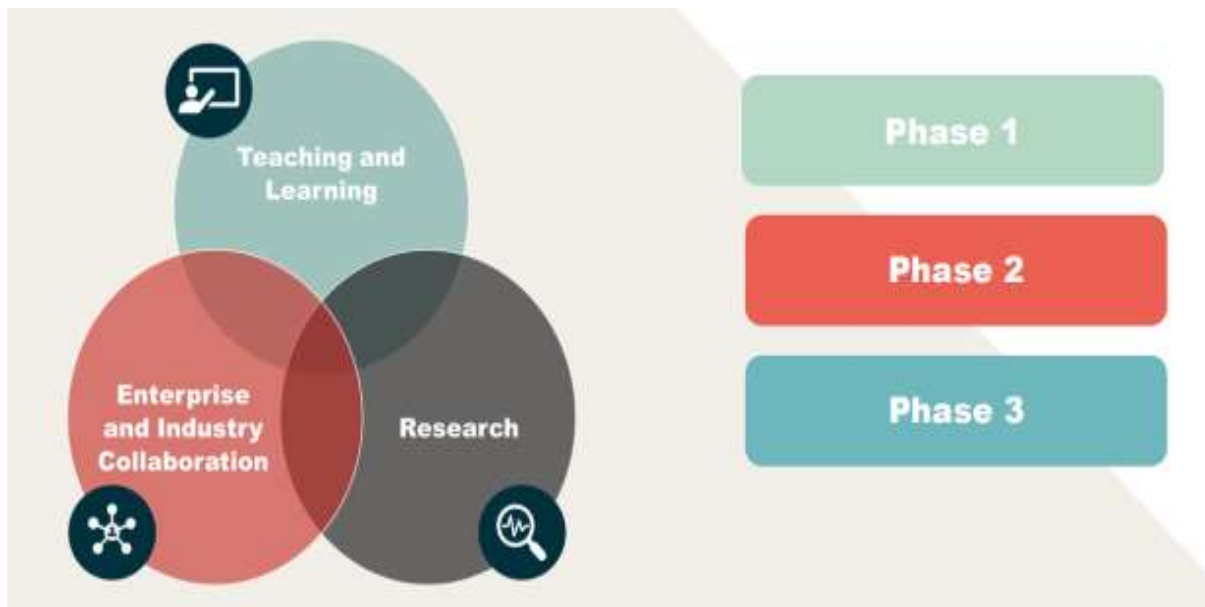 Teaching and
Learning
Enterprise
and Industry
Collaboration
Research
Phase 1
Phase 2
Phase 3